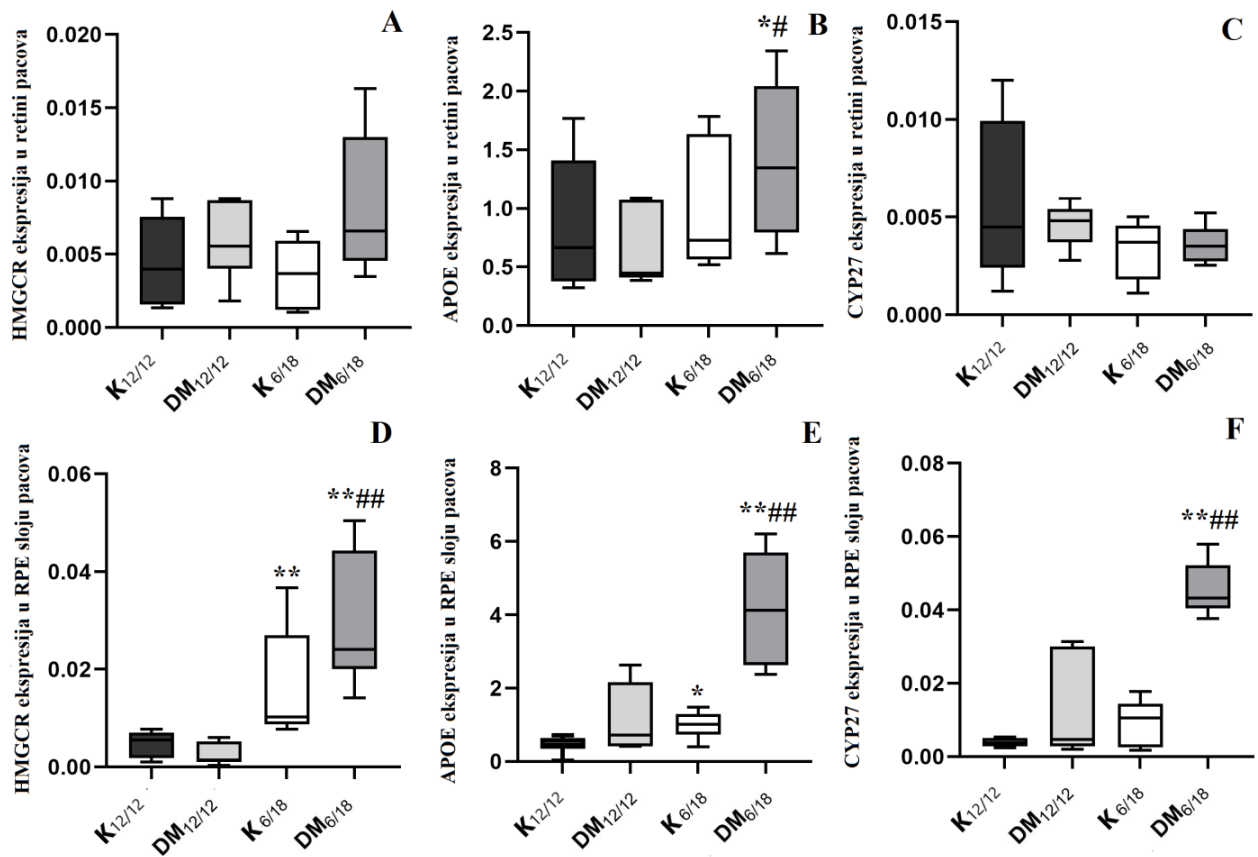 A
HMGCR ekspresija u retini pacova
0.020
0.015
0.010
0.005
0.000
K12/12
DM12/12
K 6/18
DM6/18
B
APOE ekspresija u retini pacova
2.5
2.0
1.5
1.0
0.5
0.0
*#
K12/12
DM12/12
K 6/18
DM6/18
C
CYP27 ekspresija u retini pacova
0.015
0.010
0.005
0.000
K12/12
DM12/12
K 6/18
DM6/18
D
HMGCR ekspresija u RPE sloju pacova
0.06
0.04
0.02
0.00
**
**##
K12/12
DM12/12
K 6/18
DM6/18
E
APOE ekspresija u RPE sloju pacova
8
6
4
2
0
*
**##
K12/12
DM12/12
K 6/18
DM6/18
F
CYP27 ekspresija u RPE sloju pacova
0.08
0.06
0.04
0.02
0.00
**##
K12/12
DM12/12
K 6/18
DM6/18